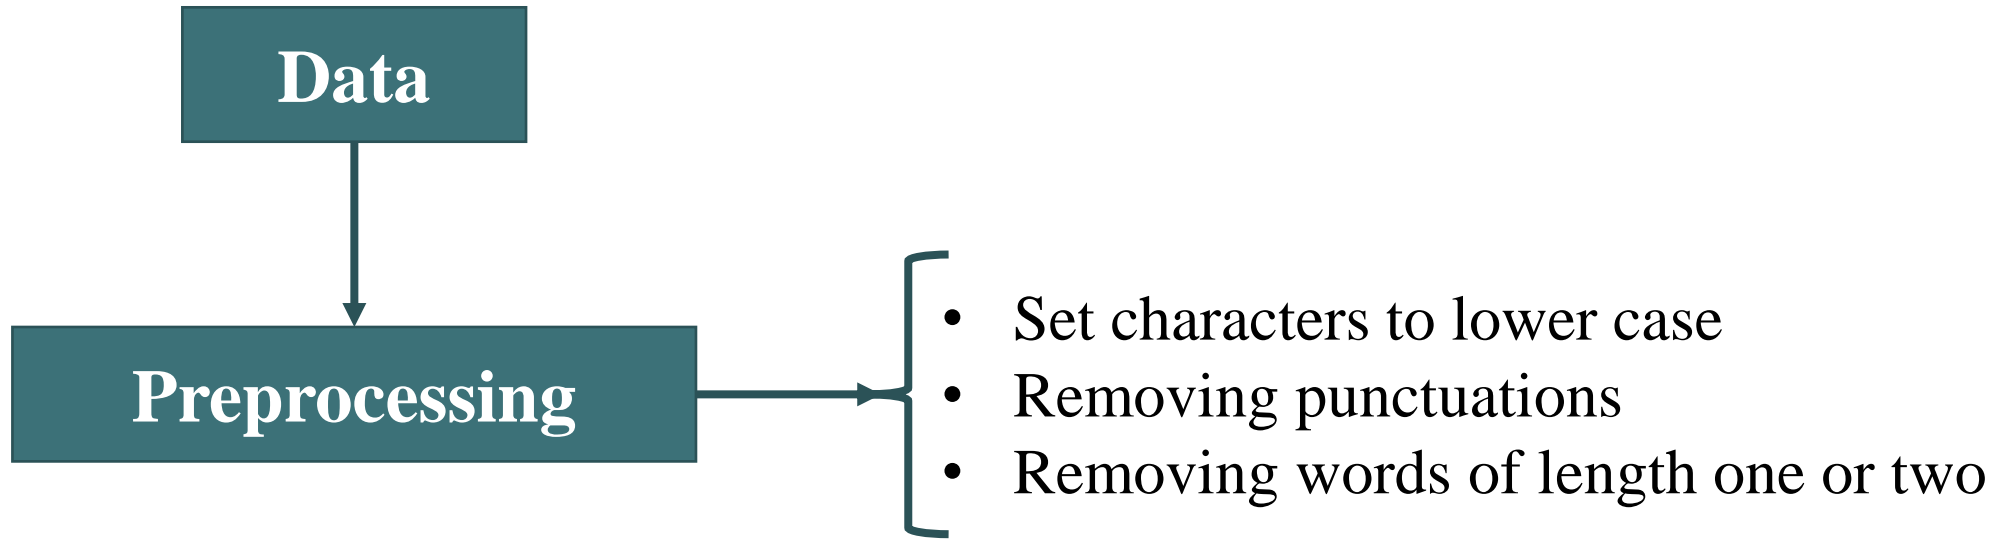 Data
Preprocessing
• Set characters to lower case
• Removing punctuations
• Removing words of length one or two